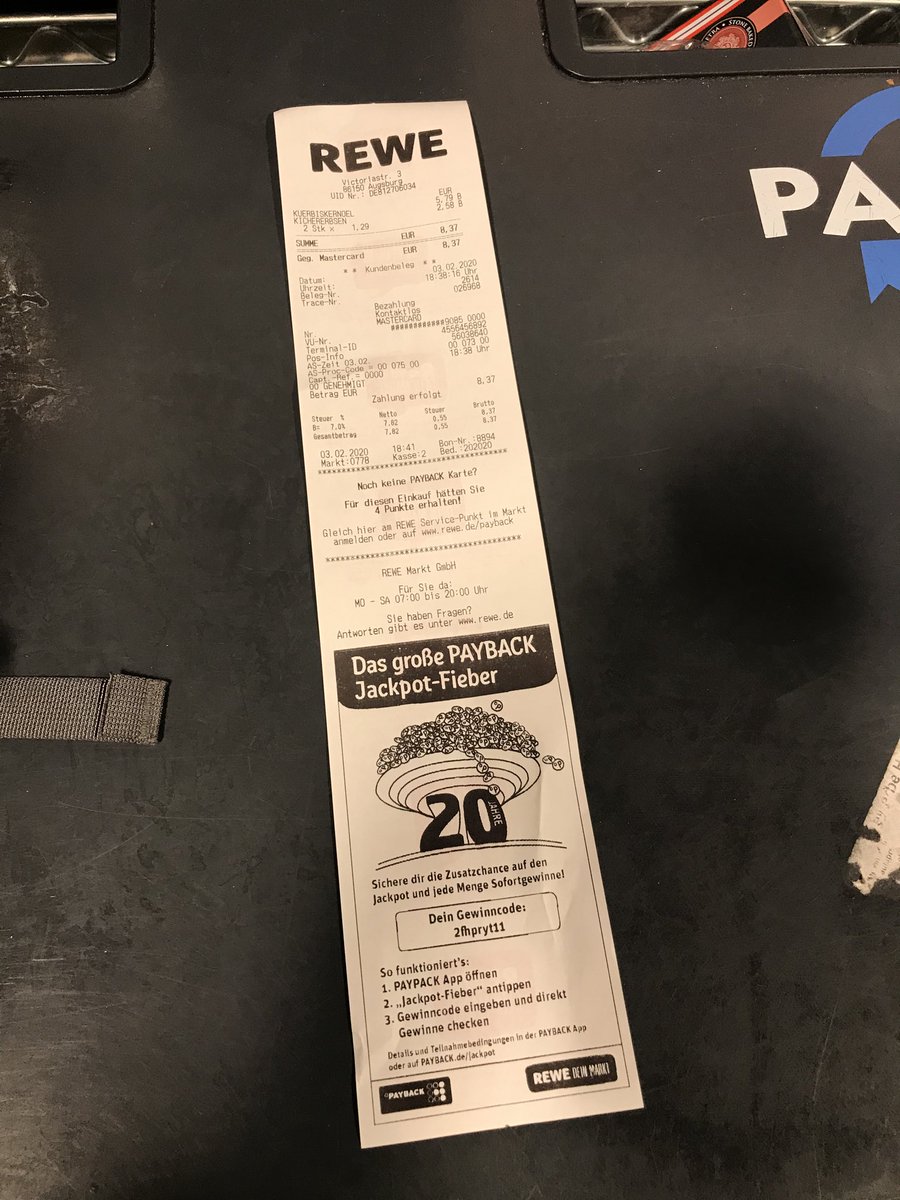 EXTRA · STONE BAKED
PA
REWE
Victoriastr. 3
86150 Augsburg
UID Nr.: DE812706034
EUR
KUERBISKERNOEL 5,79 B
KICHERERBSEN 2,58 B
2 Stk x 1,29
SUMME EUR 8,37
Geg. Mastercard EUR 8,37
* * Kundenbeleg * *
Datum: 03.02.2020
Uhrzeit: 18:38:16 Uhr
Beleg-Nr. 2614
Trace-Nr. 026968
Bezahlung
Kontaktlos
MASTERCARD
Nr. ############9085 0000
VU-Nr. 4556456892
Terminal-ID 56038640
Pos-Info 00 073 00
AS-Zeit 03.02. 18:38 Uhr
AS-Proc-Code = 00 075 00
Capt.-Ref.= 0000
00 GENEHMIGT
Betrag EUR 8,37
Zahlung erfolgt
Steuer % Netto Steuer Brutto
B= 7,0% 7,82 0,55 8,37
Gesamtbetrag 7,82 0,55 8,37
03.02.2020 18:41 Bon-Nr.:8894
Markt:0778 Kasse:2 Bed.:202020
****************************************
Noch keine PAYBACK Karte?
Für diesen Einkauf hätten Sie
4 Punkte erhalten!
Gleich hier am REWE Service-Punkt im Markt
anmelden oder auf www.rewe.de/payback
****************************************
REWE Markt GmbH
Für Sie da:
MO - SA 07:00 bis 20:00 Uhr
Sie haben Fragen?
Antworten gibt es unter www.rewe.de
Das große PAYBACK
Jackpot-Fieber
20 JAHRE
Sichere dir die Zusatzchance auf den
Jackpot und jede Menge Sofortgewinne!
Dein Gewinncode:
2fhpryt11
So funktioniert's:
1. PAYPACK App öffnen
2. „Jackpot-Fieber" antippen
3. Gewinncode eingeben und direkt
Gewinne checken
Details und Teilnahmebedingungen in der PAYBACK App
oder auf PAYBACK.de/jackpot
PAYBACK
REWE DEIN MARKT